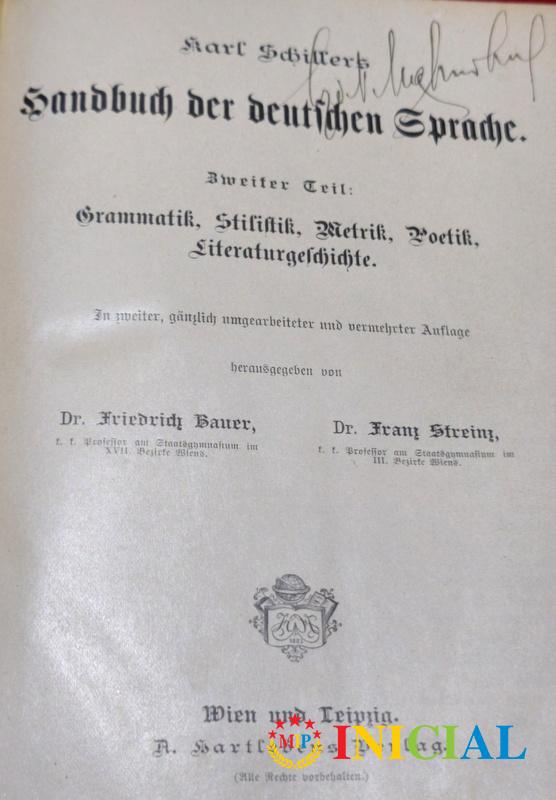 Karl Schillers
Handbuch der deutschen Sprache.
Zweiter Teil:
Grammatik, Stilistik, Metrik, Poetik,
Literaturgeschichte.
In zweiter, gänzlich umgearbeiteter und vermehrter Auflage
herausgegeben von
Dr. Friedrich Bauer,
k. k. Professor am Staatsgymnasium im
XVII. Bezirke Wiens.
Dr. Franz Streinz,
k. k. Professor am Staatsgymnasium im
III. Bezirke Wiens.
Wien und Leipzig.
A. Hartlebens Verlag.
MP INICIAL
(Alle Rechte vorbehalten.)